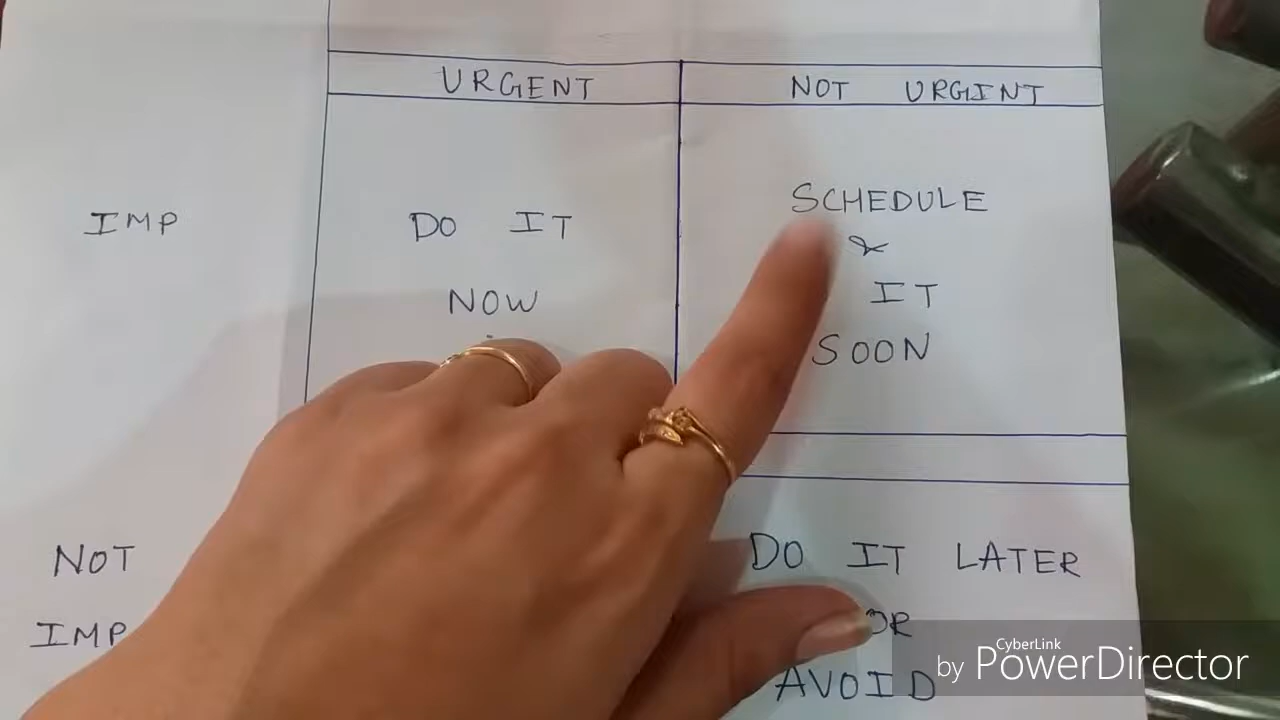 URGENT
NOT URGINT
IMP
DO IT
NOW
SCHEDULE
&
IT
SOON
NOT
IMP
DO IT LATER
OR
AVOID
CyberLink
by PowerDirector